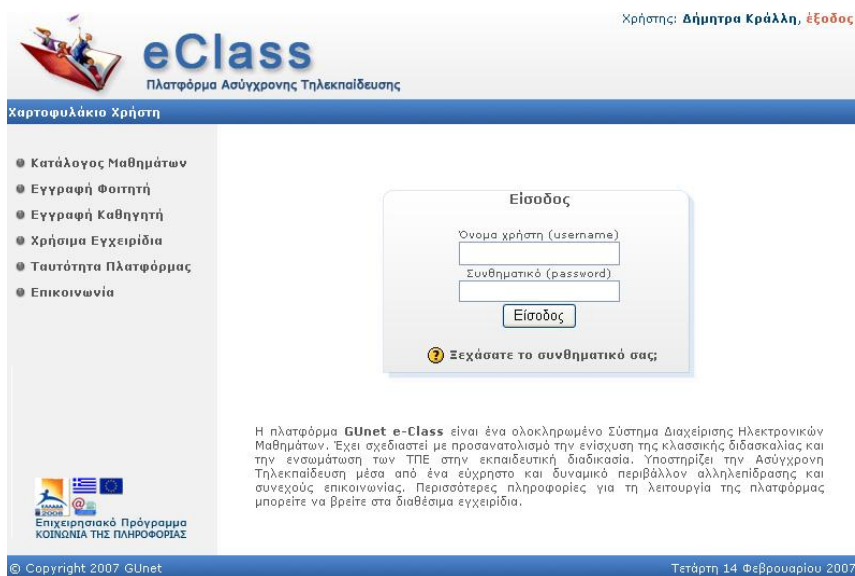 Χρήστης: Δήμητρα Κράλλη, έξοδος
eClass
Πλατφόρμα Ασύγχρονης Τηλεκπαίδευσης
Χαρτοφυλάκιο Χρήστη
Κατάλογος Μαθημάτων
Εγγραφή Φοιτητή
Εγγραφή Καθηγητή
Χρήσιμα Εγχειρίδια
Ταυτότητα Πλατφόρμας
Επικοινωνία
Είσοδος
Όνομα χρήστη (username)
Συνθηματικό (password)
Είσοδος
Ξεχάσατε το συνθηματικό σας;
Η πλατφόρμα GUnet e-Class είναι ένα ολοκληρωμένο Σύστημα Διαχείρισης Ηλεκτρονικών
Μαθημάτων. Έχει σχεδιαστεί με προσανατολισμό την ενίσχυση της κλασσικής διδασκαλίας και
την ενσωμάτωση των ΤΠΕ στην εκπαιδευτική διαδικασία. Υποστηρίζει την Ασύγχρονη
Τηλεκπαίδευση μέσα από ένα εύχρηστο και δυναμικό περιβάλλον αλληλεπίδρασης και
συνεχούς επικοινωνίας. Περισσότερες πληροφορίες για τη λειτουργία της πλατφόρμας
μπορείτε να βρείτε στα διαθέσιμα εγχειρίδια.
ΕΛΛΑΔΑ
Επιχειρησιακό Πρόγραμμα
ΚΟΙΝΩΝΙΑ ΤΗΣ ΠΛΗΡΟΦΟΡΙΑΣ
© Copyright 2007 GUnet
Τετάρτη 14 Φεβρουαρίου 2007